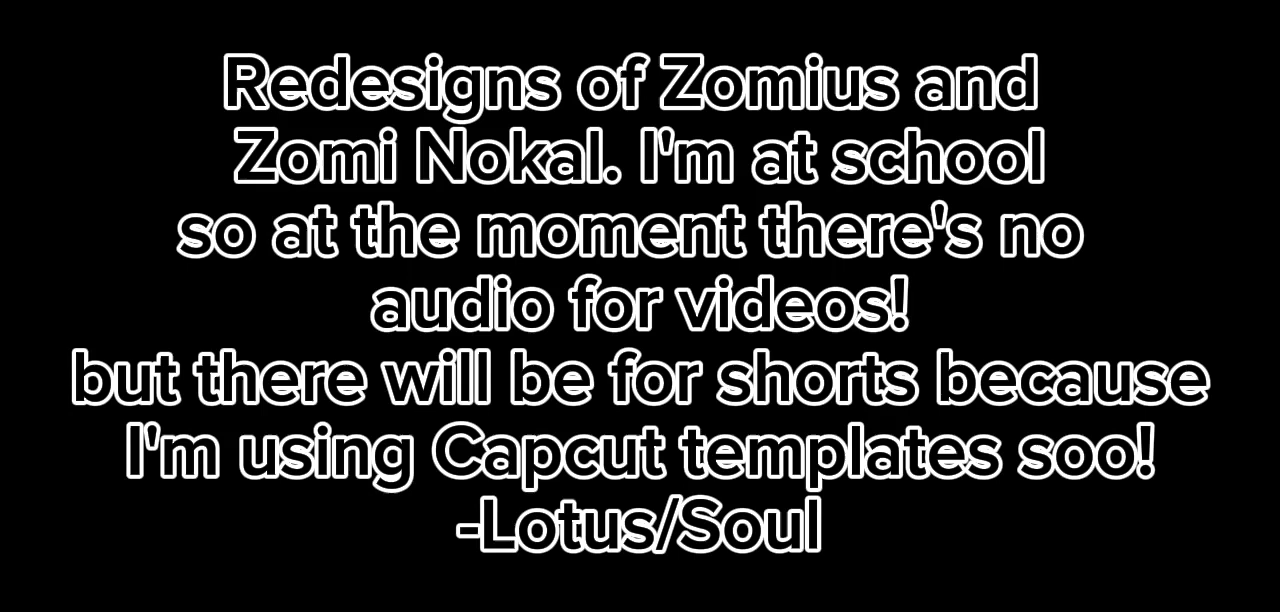 Redesigns of Zomius and
Zomi Nokal. I'm at school
so at the moment there's no
audio for videos!
but there will be for shorts because
I'm using Capcut templates soo!
-Lotus/Soul